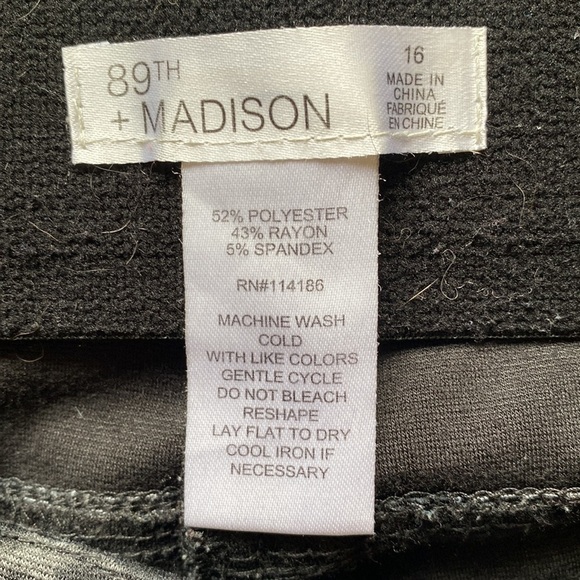 89TH
+ MADISON
16
MADE IN
CHINA
FABRIQUÉ
EN CHINE
52% POLYESTER
43% RAYON
5% SPANDEX
RN#114186
MACHINE WASH
COLD
WITH LIKE COLORS
GENTLE CYCLE
DO NOT BLEACH
RESHAPE
LAY FLAT TO DRY
COOL IRON IF
NECESSARY